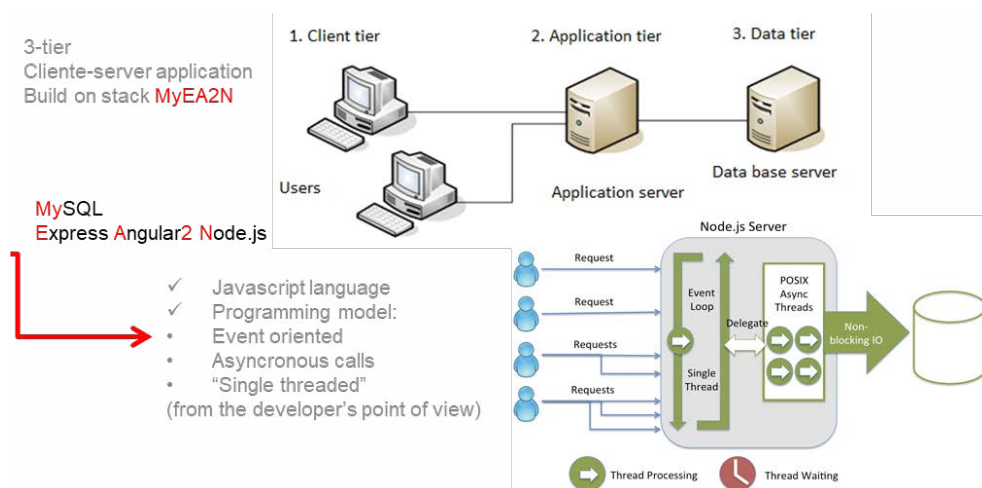 3-tier
Cliente-server application
Build on stack MyEA2N
1. Client tier
2. Application tier
3. Data tier
Users
Application server
Data base server
MySQL
Express Angular2 Node.js
✓ Javascript language
✓ Programming model:
• Event oriented
• Asyncronous calls
• “Single threaded”
(from the developer's point of view)
Node.js Server
Request
Request
Requests
Requests
Event
Loop
Single
Thread
Delegate
POSIX
Async
Threads
Non-
blocking IO
Thread Processing
Thread Waiting